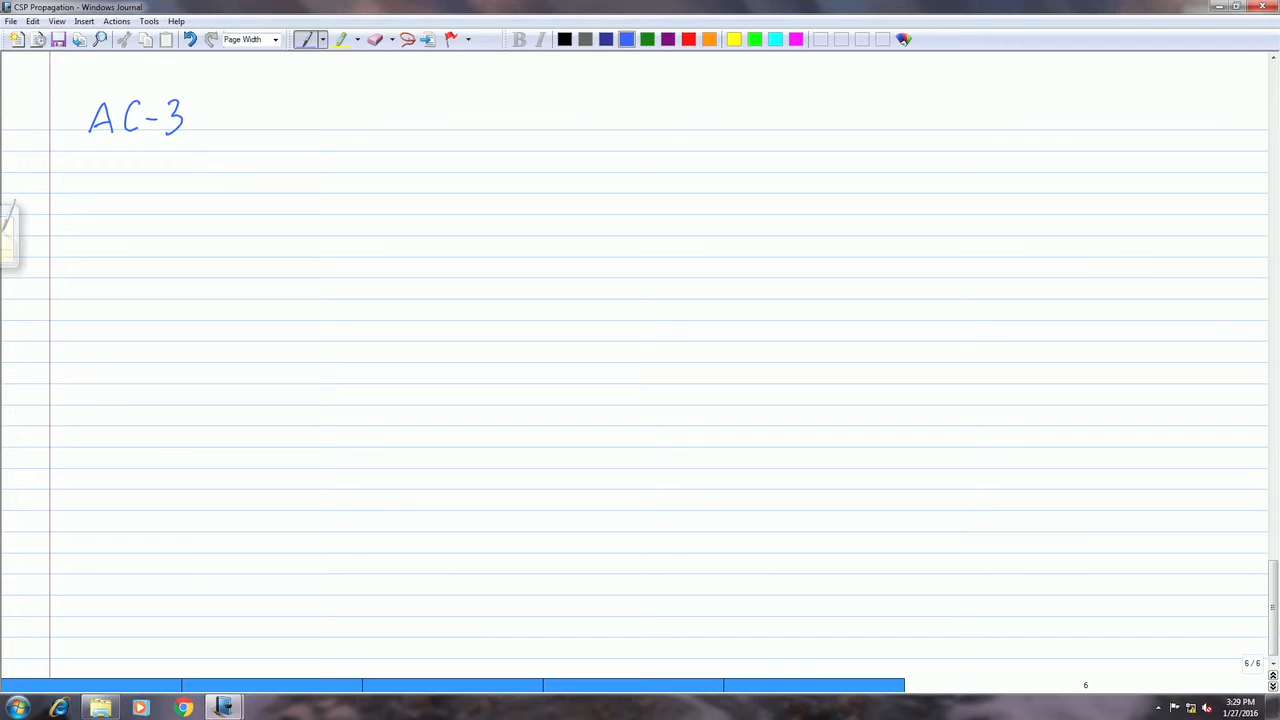 CSP Propagation - Windows Journal
File Edit View Insert Actions Tools Help
Page Width
B I
AC-3
6 / 6
6
3:29 PM
1/27/2016